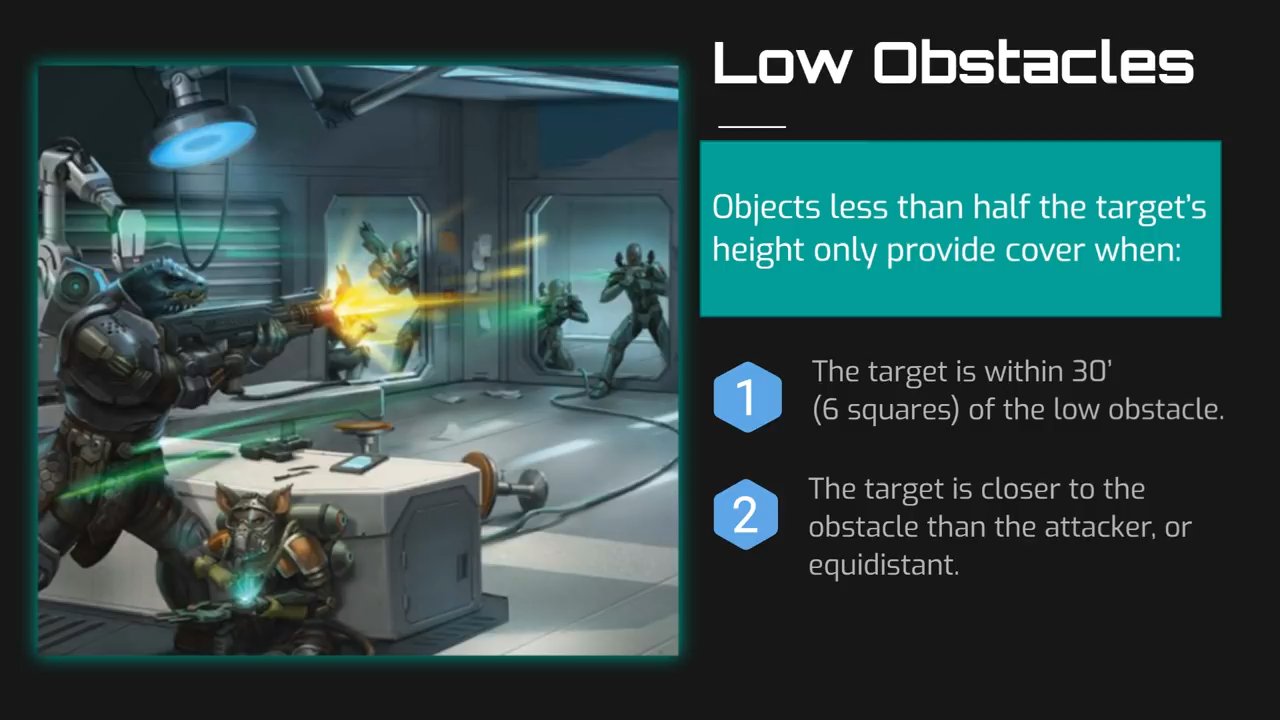 Low Obstacles
Objects less than half the target's
height only provide cover when:
1
The target is within 30'
(6 squares) of the low obstacle.
2
The target is closer to the
obstacle than the attacker, or
equidistant.